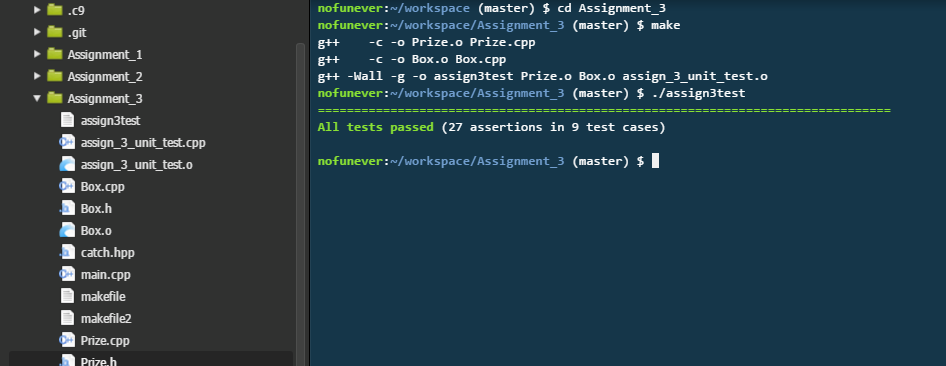 .c9
.git
Assignment_1
Assignment_2
Assignment_3
assign3test
assign_3_unit_test.cpp
assign_3_unit_test.o
Box.cpp
Box.h
Box.o
catch.hpp
main.cpp
makefile
makefile2
Prize.cpp
Prize.h
nofunever:~/workspace (master) $ cd Assignment_3
nofunever:~/workspace/Assignment_3 (master) $ make
g++    -c -o Prize.o Prize.cpp
g++    -c -o Box.o Box.cpp
g++ -Wall -g -o assign3test Prize.o Box.o assign_3_unit_test.o
nofunever:~/workspace/Assignment_3 (master) $ ./assign3test
===============================================================================
All tests passed (27 assertions in 9 test cases)
nofunever:~/workspace/Assignment_3 (master) $